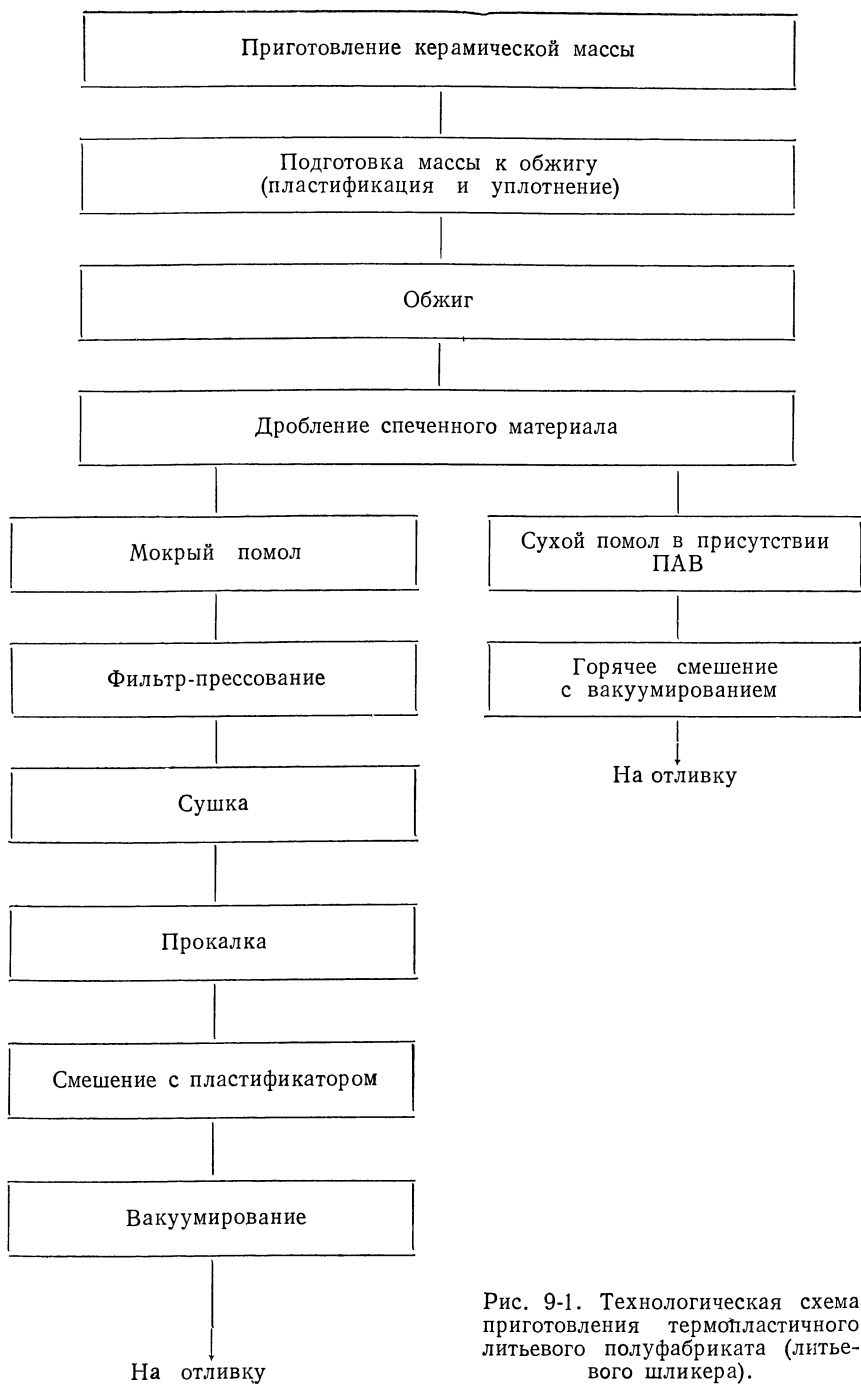 Приготовление керамической массы
Подготовка массы к обжигу
(пластификация и уплотнение)
Обжиг
Дробление спеченного материала
Мокрый помол
Фильтр-прессование
Сушка
Прокалка
Смешение с пластификатором
Вакуумирование
На отливку
Сухой помол в присутствии
ПАВ
Горячее смешение
с вакуумированием
На отливку
Рис. 9-1. Технологическая схема
приготовления термопластичного
литьевого полуфабриката (литье-
вого шликера).